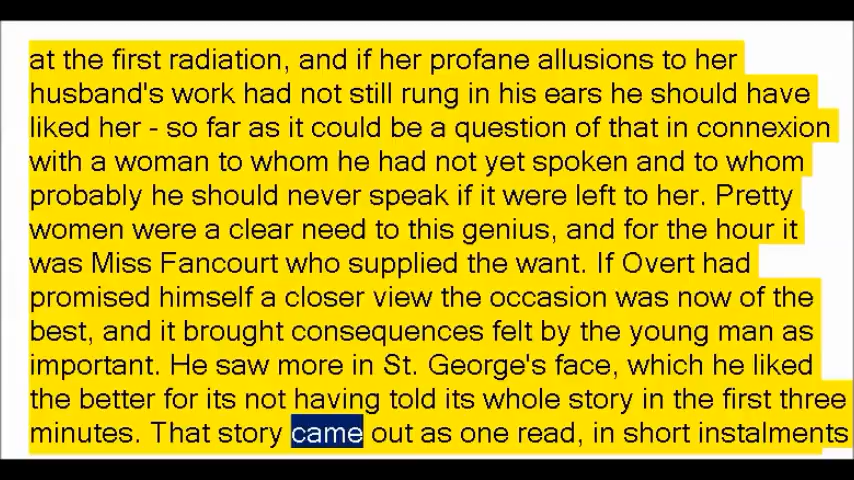 at the first radiation, and if her profane allusions to her
husband's work had not still rung in his ears he should have
liked her - so far as it could be a question of that in connexion
with a woman to whom he had not yet spoken and to whom
probably he should never speak if it were left to her. Pretty
women were a clear need to this genius, and for the hour it
was Miss Fancourt who supplied the want. If Overt had
promised himself a closer view the occasion was now of the
best, and it brought consequences felt by the young man as
important. He saw more in St. George's face, which he liked
the better for its not having told its whole story in the first three
minutes. That story came out as one read, in short instalments